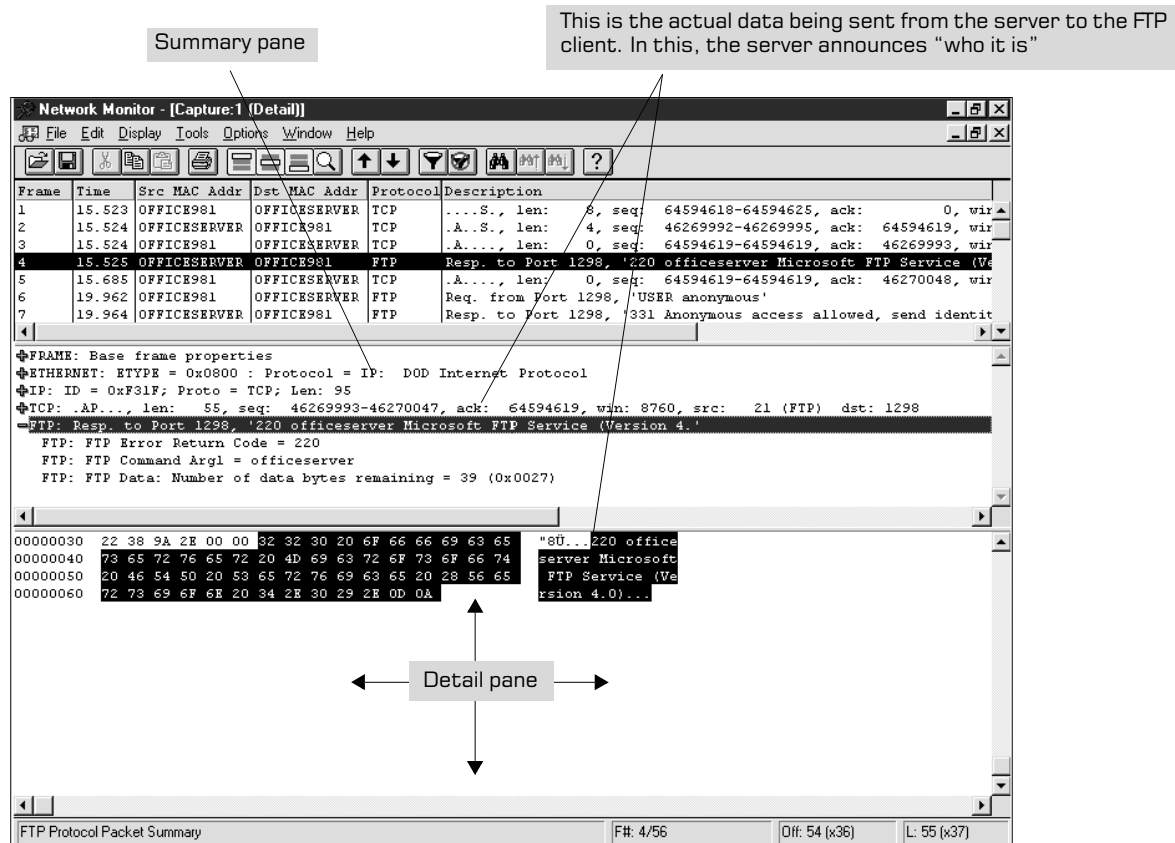 This is the actual data being sent from the server to the FTP
client. In this, the server announces “who it is”
Summary pane
Network Monitor - [Capture:1 (Detail)]
File Edit Display Tools Options Window Help
Frame Time Src MAC Addr Dst MAC Addr Protocol Description
1 15.523 OFFICE981 OFFICESERVER TCP ....S., len: 8, seq: 64594618-64594625, ack: 0, win
2 15.524 OFFICESERVER OFFICE981 TCP .A..S., len: 4, seq: 46269992-46269995, ack: 64594619, win
3 15.524 OFFICE981 OFFICESERVER TCP .A...., len: 0, seq: 64594619-64594619, ack: 46269993, win
4 15.525 OFFICESERVER OFFICE981 FTP Resp. to Port 1298, '220 officeserver Microsoft FTP Service (Ve
5 15.685 OFFICE981 OFFICESERVER TCP .A...., len: 0, seq: 64594619-64594619, ack: 46270048, win
6 19.962 OFFICE981 OFFICESERVER FTP Req. from Port 1298, 'USER anonymous'
7 19.964 OFFICESERVER OFFICE981 FTP Resp. to Port 1298, '331 Anonymous access allowed, send identit
FRAME: Base frame properties
ETHERNET: ETYPE = 0x0800 : Protocol = IP: DOD Internet Protocol
IP: ID = 0xF31F; Proto = TCP; Len: 95
TCP: .AP..., len: 55, seq: 46269993-46270047, ack: 64594619, win: 8760, src: 21 (FTP) dst: 1298
FTP: Resp. to Port 1298, '220 officeserver Microsoft FTP Service (Version 4.'
FTP: FTP Error Return Code = 220
FTP: FTP Command Arg1 = officeserver
FTP: FTP Data: Number of data bytes remaining = 39 (0x0027)
00000030 22 38 9A 2E 00 00 32 32 30 20 6F 66 66 69 63 65 "8Ü...220 office
00000040 73 65 72 76 65 72 20 4D 69 63 72 6F 73 6F 66 74 server Microsoft
00000050 20 46 54 50 20 53 65 72 76 69 63 65 20 28 56 65 FTP Service (Ve
00000060 72 73 69 6F 6E 20 34 2E 30 29 2E 0D 0A rsion 4.0)...
Detail pane
FTP Protocol Packet Summary F#: 4/56 Off: 54 (x36) L: 55 (x37)